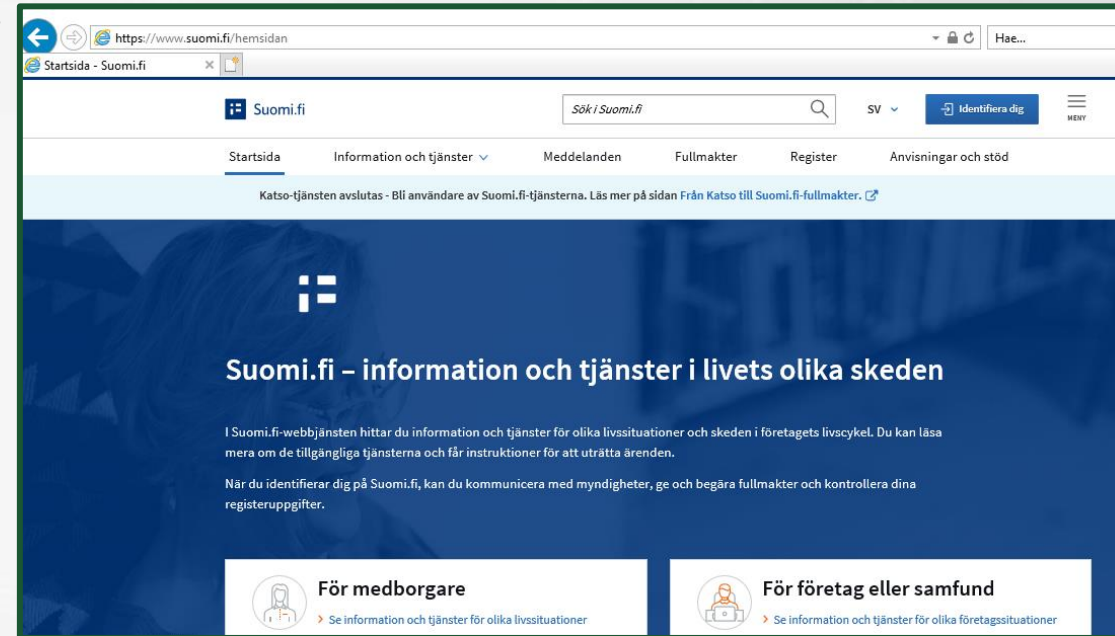 https://www.suomi.fi/hemsidan
Hae...
Startsida - Suomi.fi
Suomi.fi
Sök i Suomi.fi
SV
Identifiera dig
MENY
Startsida
Information och tjänster
Meddelanden
Fullmakter
Register
Anvisningar och stöd
Katso-tjänsten avslutas - Bli användare av Suomi.fi-tjänsterna. Läs mer på sidan Från Katso till Suomi.fi-fullmakter.
Suomi.fi – information och tjänster i livets olika skeden
I Suomi.fi-webbjänsten hittar du information och tjänster för olika livssituationer och skeden i företagets livscykel. Du kan läsa
mera om de tillgängliga tjänsterna och får instruktioner för att uträtta ärenden.
När du identifierar dig på Suomi.fi, kan du kommunicera med myndigheter, ge och begära fullmakter och kontrollera dina
registeruppgifter.
För medborgare
Se information och tjänster för olika livssituationer
För företag eller samfund
Se information och tjänster för olika företagssituationer